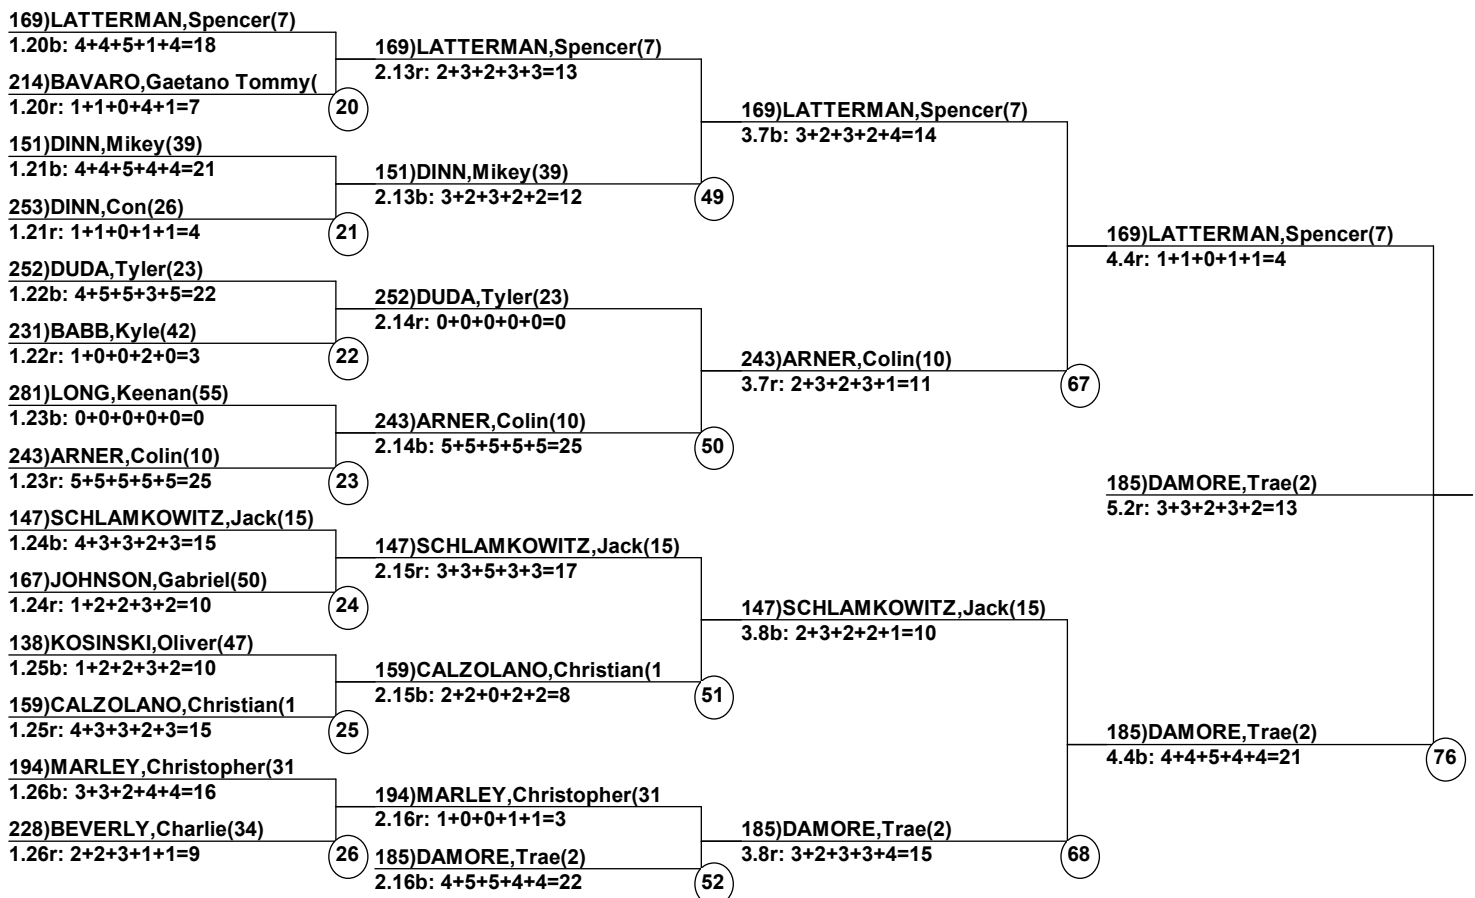 169)LATTERMAN,Spencer(7)
1.20b: 4+4+5+1+4=18
214)BAVARO,Gaetano Tommy(
1.20r: 1+1+0+4+1=7
20
151)DINN,Mikey(39)
1.21b: 4+4+5+4+4=21
253)DINN,Con(26)
1.21r: 1+1+0+1+1=4
21
252)DUDA,Tyler(23)
1.22b: 4+5+5+3+5=22
231)BABB,Kyle(42)
1.22r: 1+0+0+2+0=3
22
281)LONG,Keenan(55)
1.23b: 0+0+0+0+0=0
243)ARNER,Colin(10)
1.23r: 5+5+5+5+5=25
23
147)SCHLAMKOWITZ,Jack(15)
1.24b: 4+3+3+2+3=15
167)JOHNSON,Gabriel(50)
1.24r: 1+2+2+3+2=10
24
138)KOSINSKI,Oliver(47)
1.25b: 1+2+2+3+2=10
159)CALZOLANO,Christian(1
1.25r: 4+3+3+2+3=15
25
194)MARLEY,Christopher(31
1.26b: 3+3+2+4+4=16
228)BEVERLY,Charlie(34)
1.26r: 2+2+3+1+1=9
26
169)LATTERMAN,Spencer(7)
2.13r: 2+3+2+3+3=13
151)DINN,Mikey(39)
2.13b: 3+2+3+2+2=12
49
252)DUDA,Tyler(23)
2.14r: 0+0+0+0+0=0
243)ARNER,Colin(10)
2.14b: 5+5+5+5+5=25
50
147)SCHLAMKOWITZ,Jack(15)
2.15r: 3+3+5+3+3=17
159)CALZOLANO,Christian(1
2.15b: 2+2+0+2+2=8
51
194)MARLEY,Christopher(31
2.16r: 1+0+0+1+1=3
185)DAMORE,Trae(2)
2.16b: 4+5+5+4+4=22
52
169)LATTERMAN,Spencer(7)
3.7b: 3+2+3+2+4=14
243)ARNER,Colin(10)
3.7r: 2+3+2+3+1=11
67
147)SCHLAMKOWITZ,Jack(15)
3.8b: 2+3+2+2+1=10
185)DAMORE,Trae(2)
3.8r: 3+2+3+3+4=15
68
169)LATTERMAN,Spencer(7)
4.4r: 1+1+0+1+1=4
185)DAMORE,Trae(2)
4.4b: 4+4+5+4+4=21
76
185)DAMORE,Trae(2)
5.2r: 3+3+2+3+2=13